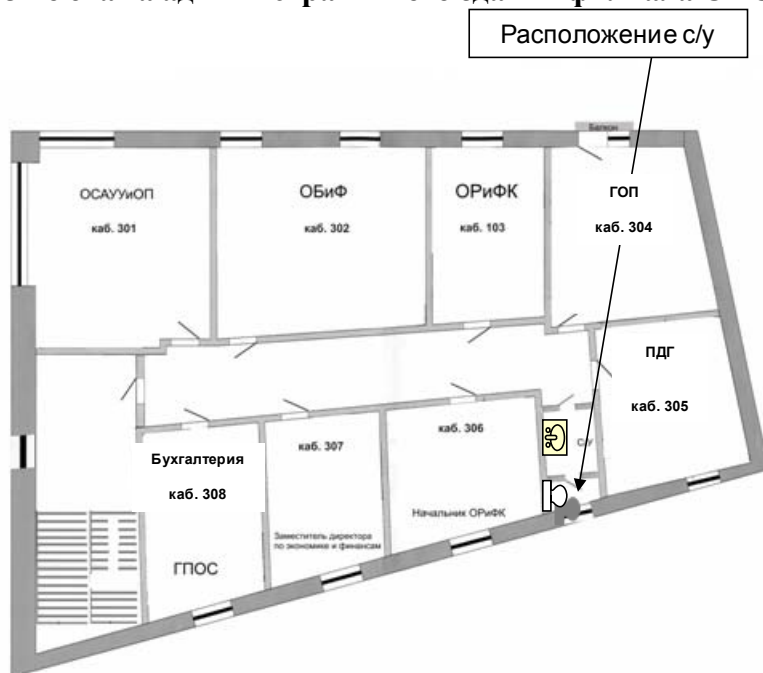 Расположение с/у
Балкон
ОСАУУиОП
каб. 301
ОБиФ
каб. 302
ОРиФК
каб. 103
ГОП
каб. 304
ПДГ
каб. 305
каб. 306
Начальник ОРиФК
С/У
каб. 307
Заместитель директора
по экономике и финансам
Бухгалтерия
каб. 308
ГПОС